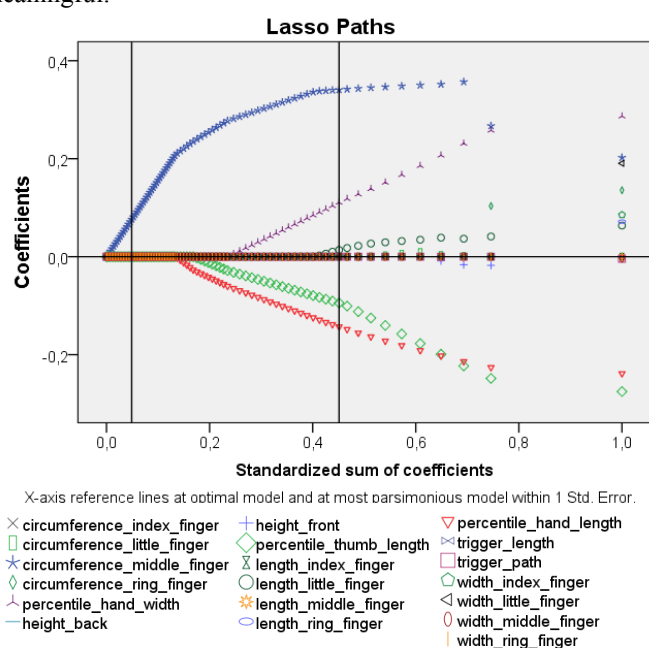 Lasso Paths
0,4
0,2
0,0
-0,2
Coefficients
0,0 0,2 0,4 0,6 0,8 1,0
Standardized sum of coefficients
X-axis reference lines at optimal model and at most parsimonious model within 1 Std. Error.
circumference_index_finger height_front percentile_hand_length
circumference_little_finger percentile_thumb_length trigger_length
circumference_middle_finger length_index_finger trigger_path
circumference_ring_finger length_little_finger width_index_finger
percentile_hand_width length_middle_finger width_little_finger
height_back length_ring_finger width_middle_finger
width_ring_finger